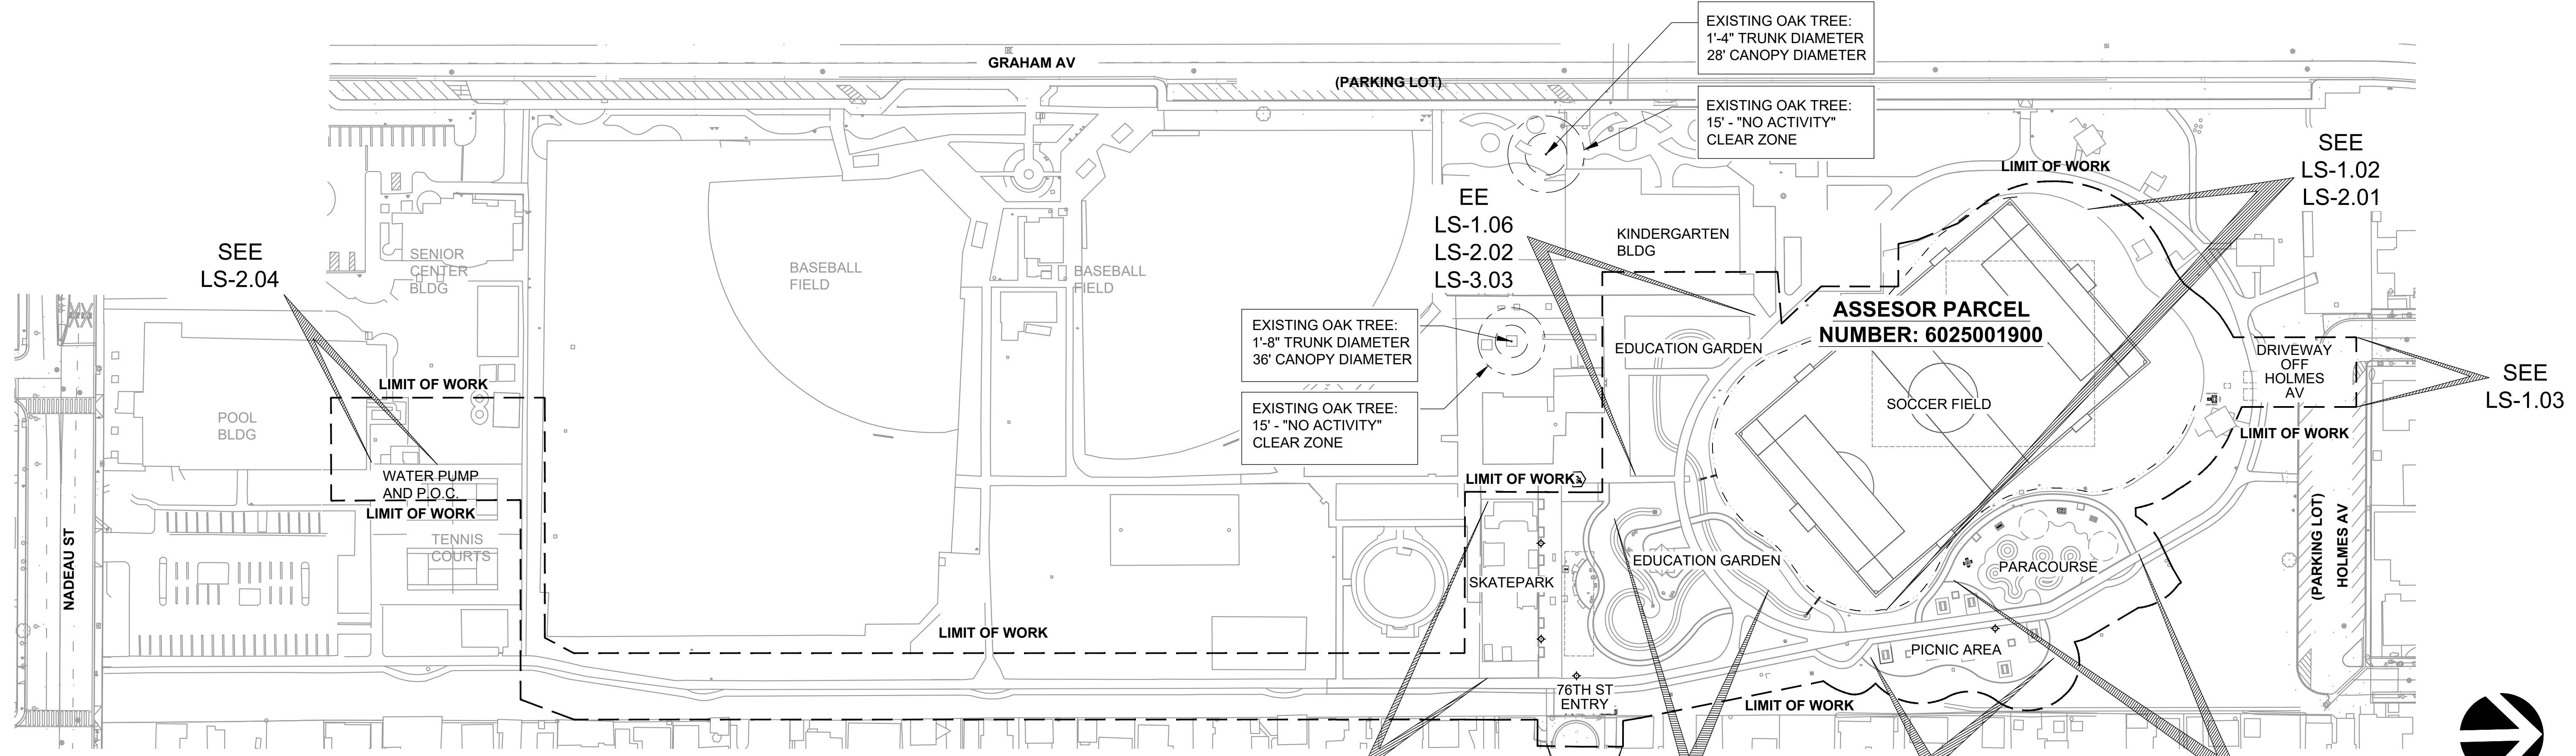 EXISTING OAK TREE:
1'-4" TRUNK DIAMETER
28' CANOPY DIAMETER
GRAHAM AV
(PARKING LOT)
EXISTING OAK TREE:
15' - "NO ACTIVITY"
CLEAR ZONE
SEE
LS-1.02
LS-2.01
LIMIT OF WORK
EE
LS-1.06
LS-2.02
LS-3.03
KINDERGARTEN
BLDG
SEE
LS-2.04
SENIOR
CENTER
BLDG
BASEBALL
FIELD
BASEBALL
FIELD
ASSESOR PARCEL
NUMBER: 6025001900
EXISTING OAK TREE:
1'-8" TRUNK DIAMETER
36' CANOPY DIAMETER
EDUCATION GARDEN
DRIVEWAY
OFF
HOLMES
AV
SEE
LS-1.03
LIMIT OF WORK
EXISTING OAK TREE:
15' - "NO ACTIVITY"
CLEAR ZONE
SOCCER FIELD
POOL
BLDG
LIMIT OF WORK
WATER PUMP
AND P.O.C.
LIMIT OF WORK
LIMIT OF WORK
TENNIS
COURTS
NADEAU ST
(PARKING LOT)
HOLMES AV
EDUCATION GARDEN
PARACOURSE
SKATEPARK
LIMIT OF WORK
PICNIC AREA
76TH ST
ENTRY
LIMIT OF WORK